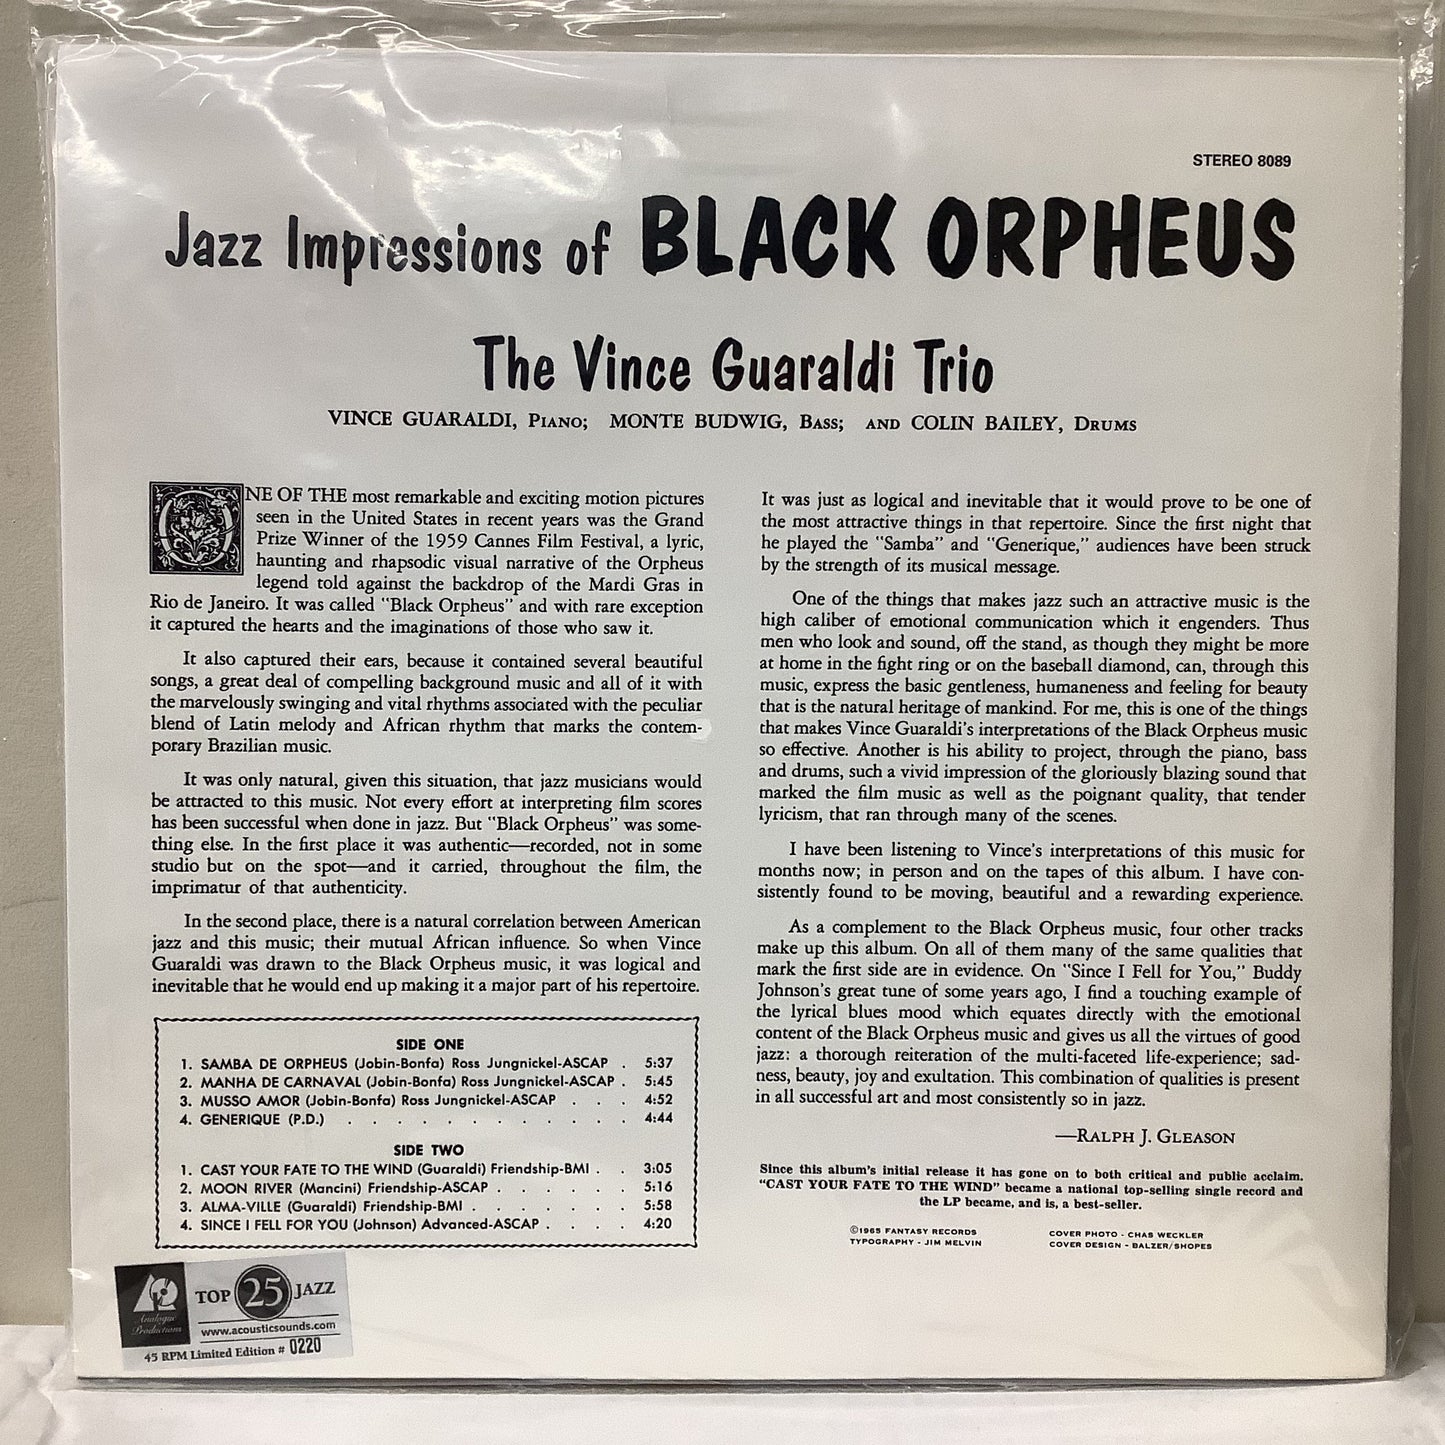 STEREO 8089
Jazz Impressions of BLACK ORPHEUS
The Vince Guaraldi Trio
VINCE GUARALDI, PIANO; MONTE BUDWIG, BASS; AND COLIN BAILEY, DRUMS
ONE OF THE most remarkable and exciting motion pictures
seen in the United States in recent years was the Grand
Prize Winner of the 1959 Cannes Film Festival, a lyric,
haunting and rhapsodic visual narrative of the Orpheus
legend told against the backdrop of the Mardi Gras in
Rio de Janeiro. It was called "Black Orpheus" and with rare exception
it captured the hearts and the imaginations of those who saw it.
It also captured their ears, because it contained several beautiful
songs, a great deal of compelling background music and all of it with
the marvelously swinging and vital rhythms associated with the peculiar
blend of Latin melody and African rhythm that marks the contem-
porary Brazilian music.
It was only natural, given this situation, that jazz musicians would
be attracted to this music. Not every effort at interpreting film scores
has been successful when done in jazz. But "Black Orpheus" was some-
thing else. In the first place it was authentic—recorded, not in some
studio but on the spot—and it carried, throughout the film, the
imprimatur of that authenticity.
In the second place, there is a natural correlation between American
jazz and this music; their mutual African influence. So when Vince
Guaraldi was drawn to the Black Orpheus music, it was logical and
inevitable that he would end up making it a major part of his repertoire.
SIDE ONE
1. SAMBA DE ORPHEUS (Jobin-Bonfa) Ross Jungnickel-ASCAP . 5:37
2. MANHA DE CARNAVAL (Jobin-Bonfa) Ross Jungnickel-ASCAP . 5:45
3. MUSSO AMOR (Jobin-Bonfa) Ross Jungnickel-ASCAP . . . 4:52
4. GENERIQUE (P.D.) . . . . . . . . . . . . 4:44
SIDE TWO
1. CAST YOUR FATE TO THE WIND (Guaraldi) Friendship-BMI . . 3:05
2. MOON RIVER (Mancini) Friendship-ASCAP . . . . . . 5:16
3. ALMA-VILLE (Guaraldi) Friendship-BMI . . . . . . . 5:58
4. SINCE I FELL FOR YOU (Johnson) Advanced-ASCAP . . . . 4:20
It was just as logical and inevitable that it would prove to be one of
the most attractive things in that repertoire. Since the first night that
he played the "Samba" and "Generique," audiences have been struck
by the strength of its musical message.
One of the things that makes jazz such an attractive music is the
high caliber of emotional communication which it engenders. Thus
men who look and sound, off the stand, as though they might be more
at home in the fight ring or on the baseball diamond, can, through this
music, express the basic gentleness, humaneness and feeling for beauty
that is the natural heritage of mankind. For me, this is one of the things
that makes Vince Guaraldi's interpretations of the Black Orpheus music
so effective. Another is his ability to project, through the piano, bass
and drums, such a vivid impression of the gloriously blazing sound that
marked the film music as well as the poignant quality, that tender
lyricism, that ran through many of the scenes.
I have been listening to Vince's interpretations of this music for
months now; in person and on the tapes of this album. I have con-
sistently found to be moving, beautiful and a rewarding experience.
As a complement to the Black Orpheus music, four other tracks
make up this album. On all of them many of the same qualities that
mark the first side are in evidence. On "Since I Fell for You," Buddy
Johnson's great tune of some years ago, I find a touching example of
the lyrical blues mood which equates directly with the emotional
content of the Black Orpheus music and gives us all the virtues of good
jazz: a thorough reiteration of the multi-faceted life-experience; sad-
ness, beauty, joy and exultation. This combination of qualities is present
in all successful art and most consistently so in jazz.
—RALPH J. GLEASON
Since this album's initial release it has gone on to both critical and public acclaim.
"CAST YOUR FATE TO THE WIND" became a national top-selling single record and
the LP became, and is, a best-seller.
©1965 FANTASY RECORDS
TYPOGRAPHY - JIM MELVIN
COVER PHOTO - CHAS WECKLER
COVER DESIGN - BALZER/SHOPES
AP
Analogue
Productions
TOP 25 JAZZ
www.acousticsounds.com
45 RPM Limited Edition # 0220